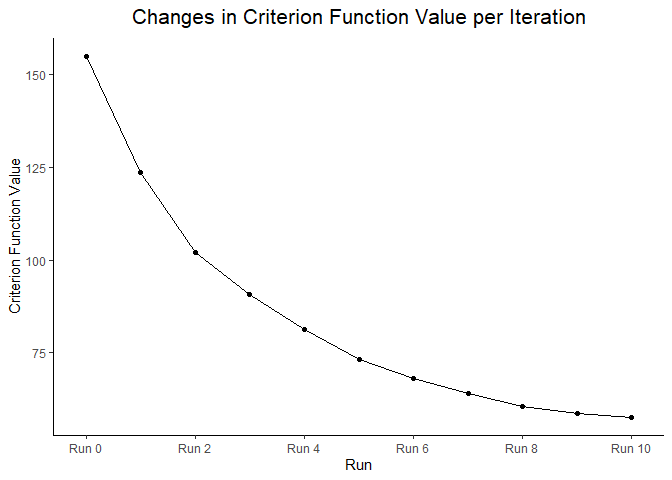 Changes in Criterion Function Value per Iteration
Criterion Function Value
150
125
100
75
Run 0 Run 2 Run 4 Run 6 Run 8 Run 10
Run